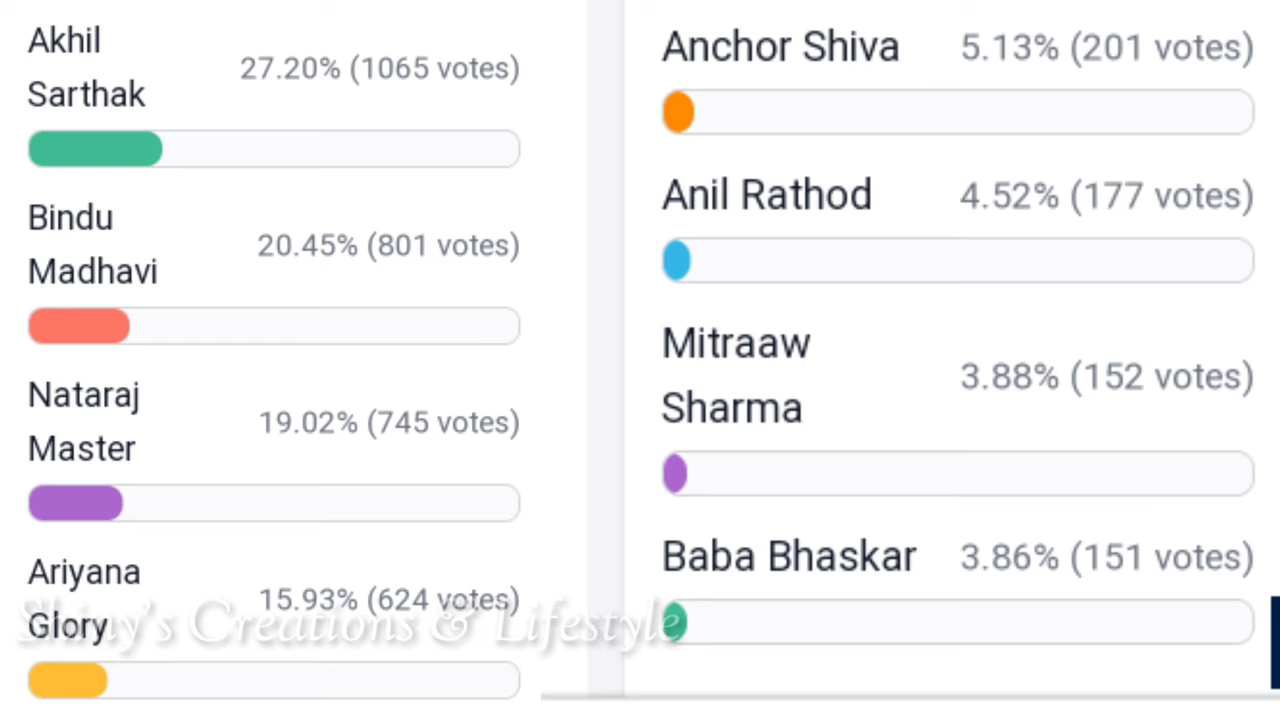 Akhil
Sarthak
27.20% (1065 votes)
Bindu
Madhavi
20.45% (801 votes)
Nataraj
Master
19.02% (745 votes)
Ariyana
Glory
15.93% (624 votes)
Shiny's Creations & Lifestyle
Anchor Shiva 5.13% (201 votes)
Anil Rathod 4.52% (177 votes)
Mitraaw
Sharma
3.88% (152 votes)
Baba Bhaskar 3.86% (151 votes)